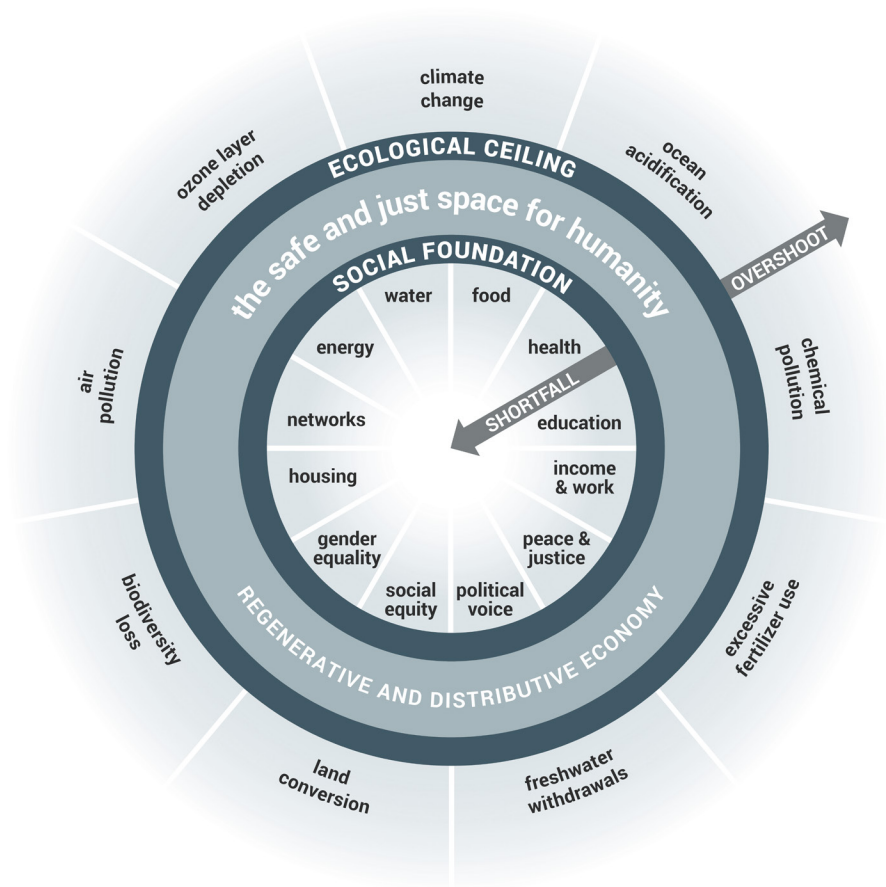 climate
change
ocean
acidification
chemical
pollution
excessive
fertilizer use
freshwater
withdrawals
land
conversion
biodiversity
loss
air
pollution
ozone layer
depletion
ECOLOGICAL CEILING
the safe and just space for humanity
SOCIAL FOUNDATION
OVERSHOOT
SHORTFALL
water
food
energy
health
networks
education
housing
income
& work
gender
equality
peace &
justice
social
equity
political
voice
REGENERATIVE AND DISTRIBUTIVE ECONOMY